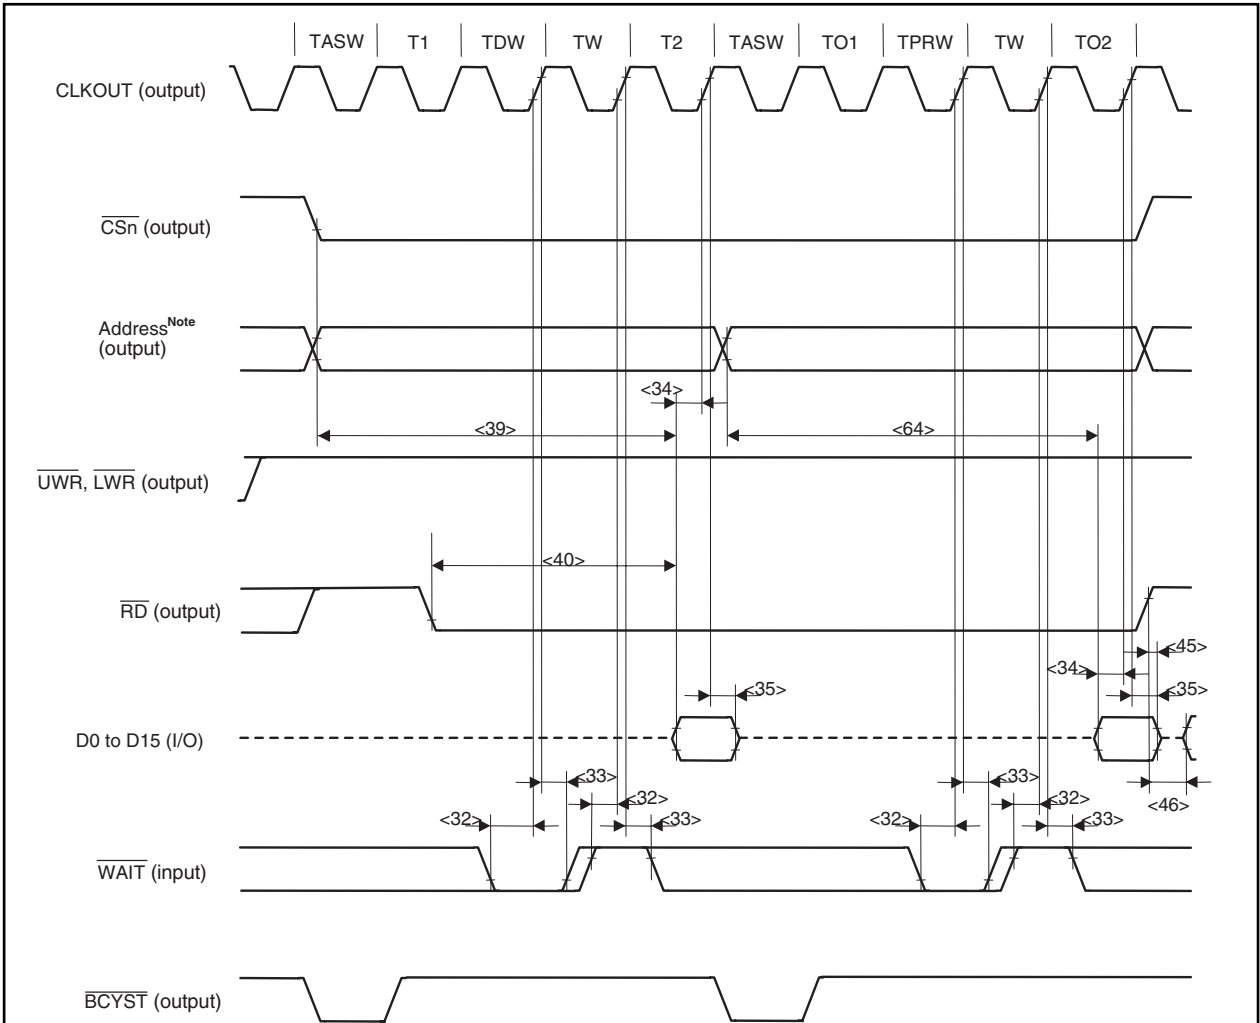 TASW T1 TDW TW T2 TASW TO1 TPRW TW TO2
CLKOUT (output)
CSn (output)
Address Note
(output)
<34>
<39> <64>
UWR, LWR (output)
<40>
RD (output)
<45>
<34>
<35> <35>
D0 to D15 (I/O)
<33> <33>
<32> <32> <46>
<32> <33> <32> <33>
WAIT (input)
BCYST (output)